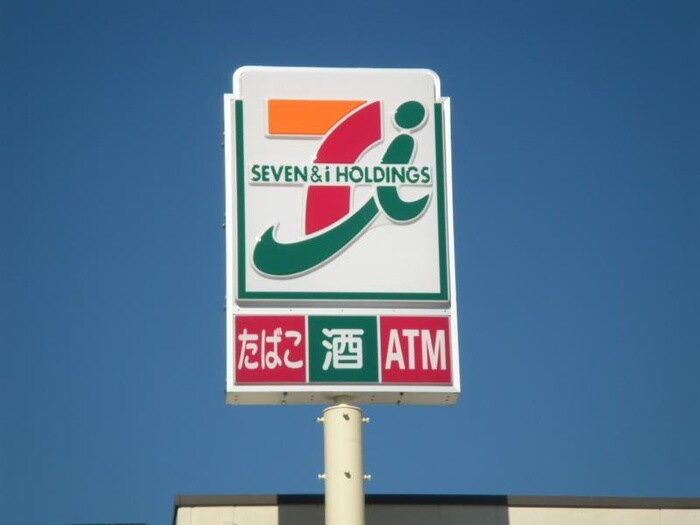 SEVEN & i HOLDINGS
たばこ 酒 ATM